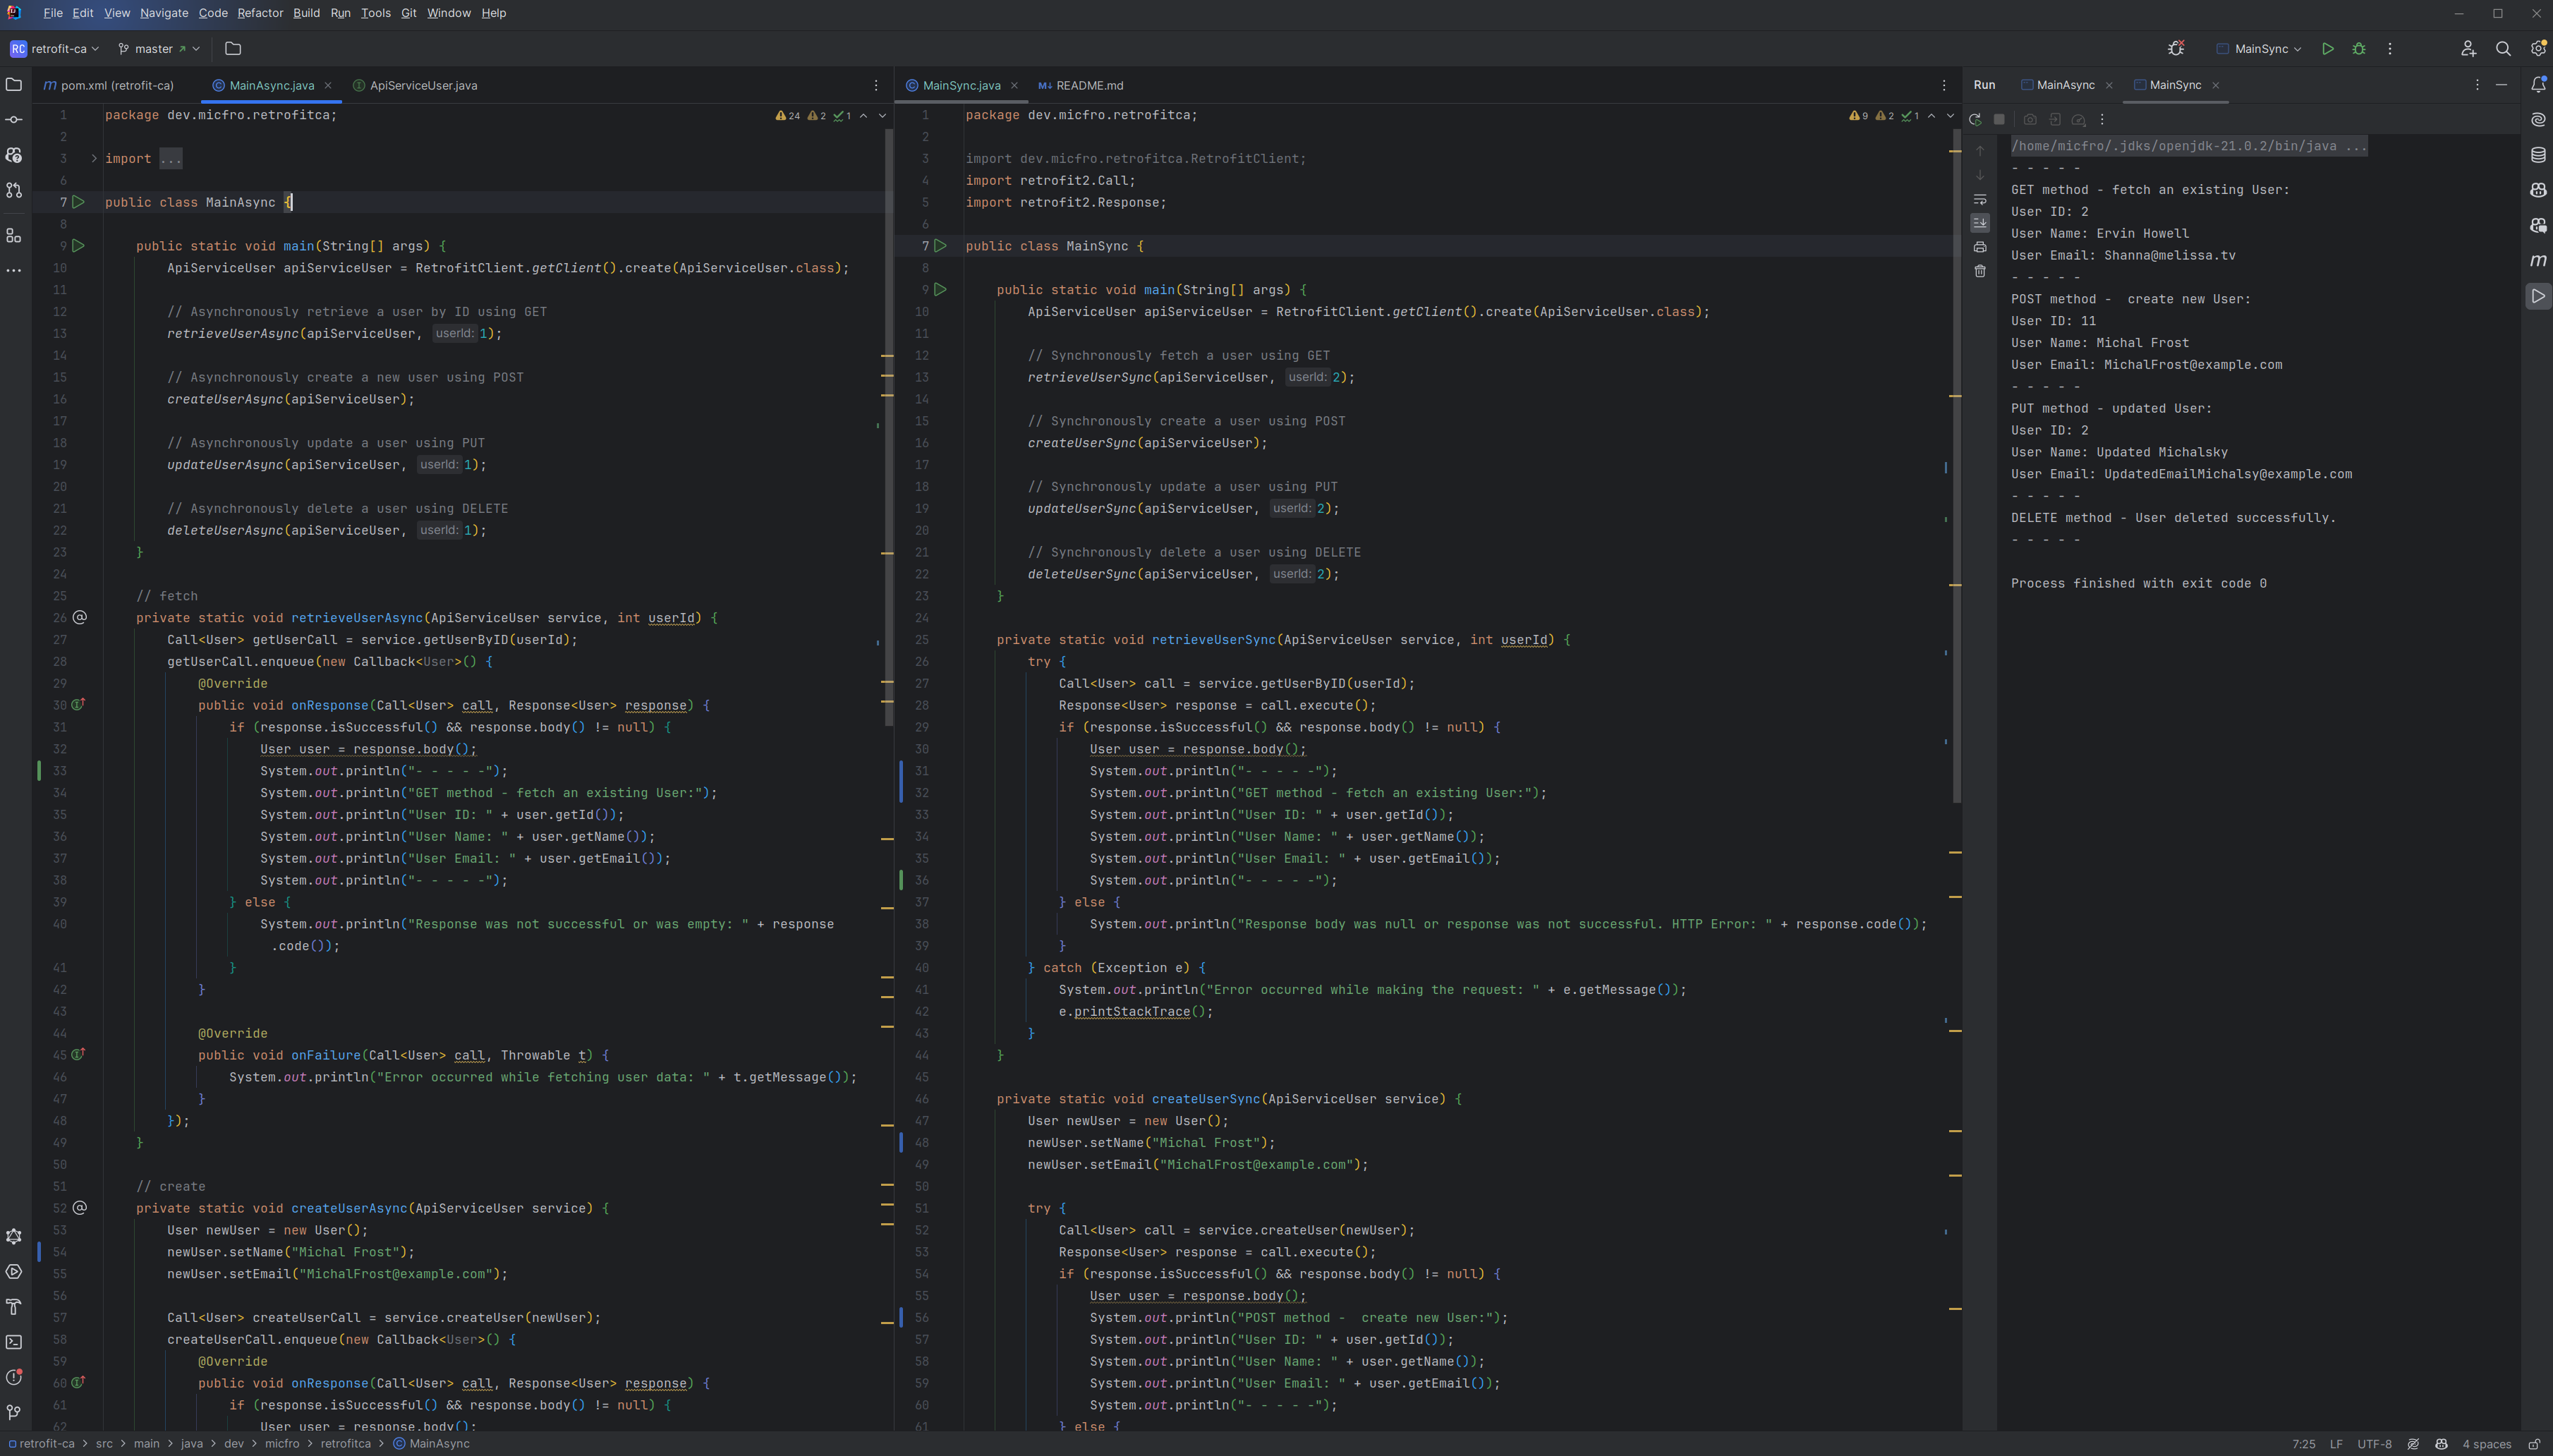 File Edit View Navigate Code Refactor Build Run Tools Git Window Help
RC retrofit-ca master MainSync
m pom.xml (retrofit-ca) MainAsync.java ApiServiceUser.java
24 2 1
1 package dev.micfro.retrofitca;
2
3 import ...
6
7 public class MainAsync {
8
9 public static void main(String[] args) {
10 ApiServiceUser apiServiceUser = RetrofitClient.getClient().create(ApiServiceUser.class);
11
12 // Asynchronously retrieve a user by ID using GET
13 retrieveUserAsync(apiServiceUser, userId: 1);
14
15 // Asynchronously create a new user using POST
16 createUserAsync(apiServiceUser);
17
18 // Asynchronously update a user using PUT
19 updateUserAsync(apiServiceUser, userId: 1);
20
21 // Asynchronously delete a user using DELETE
22 deleteUserAsync(apiServiceUser, userId: 1);
23 }
24
25 // fetch
26 private static void retrieveUserAsync(ApiServiceUser service, int userId) {
27 Call<User> getUserCall = service.getUserByID(userId);
28 getUserCall.enqueue(new Callback<User>() {
29 @Override
30 public void onResponse(Call<User> call, Response<User> response) {
31 if (response.isSuccessful() && response.body() != null) {
32 User user = response.body();
33 System.out.println("- - - - -");
34 System.out.println("GET method - fetch an existing User:");
35 System.out.println("User ID: " + user.getId());
36 System.out.println("User Name: " + user.getName());
37 System.out.println("User Email: " + user.getEmail());
38 System.out.println("- - - - -");
39 } else {
40 System.out.println("Response was not successful or was empty: " + response
.code());
41 }
42 }
43
44 @Override
45 public void onFailure(Call<User> call, Throwable t) {
46 System.out.println("Error occurred while fetching user data: " + t.getMessage());
47 }
48 });
49 }
50
51 // create
52 private static void createUserAsync(ApiServiceUser service) {
53 User newUser = new User();
54 newUser.setName("Michal Frost");
55 newUser.setEmail("MichalFrost@example.com");
56
57 Call<User> createUserCall = service.createUser(newUser);
58 createUserCall.enqueue(new Callback<User>() {
59 @Override
60 public void onResponse(Call<User> call, Response<User> response) {
61 if (response.isSuccessful() && response.body() != null) {
62 User user = response.body();
MainSync.java M↓ README.md
9 2 1
1 package dev.micfro.retrofitca;
2
3 import dev.micfro.retrofitca.RetrofitClient;
4 import retrofit2.Call;
5 import retrofit2.Response;
6
7 public class MainSync {
8
9 public static void main(String[] args) {
10 ApiServiceUser apiServiceUser = RetrofitClient.getClient().create(ApiServiceUser.class);
11
12 // Synchronously fetch a user using GET
13 retrieveUserSync(apiServiceUser, userId: 2);
14
15 // Synchronously create a user using POST
16 createUserSync(apiServiceUser);
17
18 // Synchronously update a user using PUT
19 updateUserSync(apiServiceUser, userId: 2);
20
21 // Synchronously delete a user using DELETE
22 deleteUserSync(apiServiceUser, userId: 2);
23 }
24
25 private static void retrieveUserSync(ApiServiceUser service, int userId) {
26 try {
27 Call<User> call = service.getUserByID(userId);
28 Response<User> response = call.execute();
29 if (response.isSuccessful() && response.body() != null) {
30 User user = response.body();
31 System.out.println("- - - - -");
32 System.out.println("GET method - fetch an existing User:");
33 System.out.println("User ID: " + user.getId());
34 System.out.println("User Name: " + user.getName());
35 System.out.println("User Email: " + user.getEmail());
36 System.out.println("- - - - -");
37 } else {
38 System.out.println("Response body was null or response was not successful. HTTP Error: " + response.code());
39 }
40 } catch (Exception e) {
41 System.out.println("Error occurred while making the request: " + e.getMessage());
42 e.printStackTrace();
43 }
44 }
45
46 private static void createUserSync(ApiServiceUser service) {
47 User newUser = new User();
48 newUser.setName("Michal Frost");
49 newUser.setEmail("MichalFrost@example.com");
50
51 try {
52 Call<User> call = service.createUser(newUser);
53 Response<User> response = call.execute();
54 if (response.isSuccessful() && response.body() != null) {
55 User user = response.body();
56 System.out.println("POST method -  create new User:");
57 System.out.println("User ID: " + user.getId());
58 System.out.println("User Name: " + user.getName());
59 System.out.println("User Email: " + user.getEmail());
60 System.out.println("- - - - -");
61 } else {
Run MainAsync MainSync
/home/micfro/.jdks/openjdk-21.0.2/bin/java ...
- - - - -
GET method - fetch an existing User:
User ID: 2
User Name: Ervin Howell
User Email: Shanna@melissa.tv
- - - - -
POST method -  create new User:
User ID: 11
User Name: Michal Frost
User Email: MichalFrost@example.com
- - - - -
PUT method - updated User:
User ID: 2
User Name: Updated Michalsky
User Email: UpdatedEmailMichalsy@example.com
- - - - -
DELETE method - User deleted successfully.
- - - - -
Process finished with exit code 0
retrofit-ca > src > main > java > dev > micfro > retrofitca > MainAsync
7:25 LF UTF-8 4 spaces